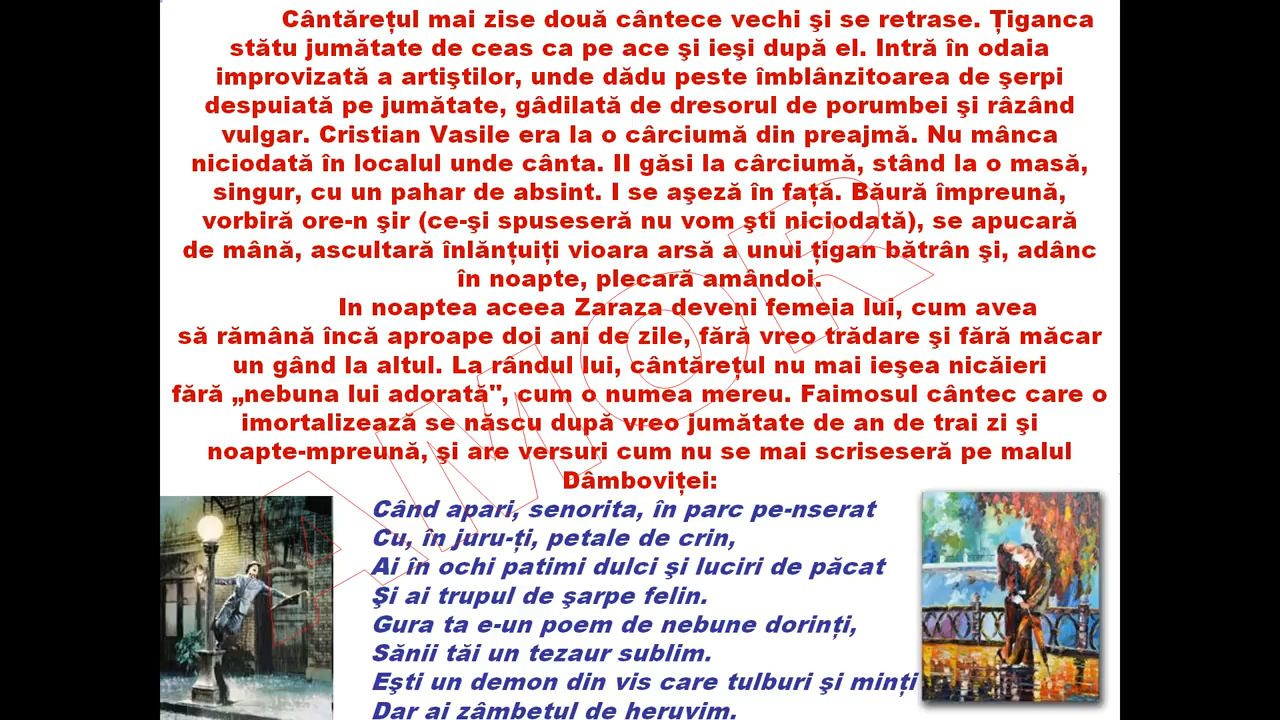 Cântăreţul mai zise două cântece vechi şi se retrase. Ţiganca
stătu jumătate de ceas ca pe ace şi ieşi după el. Intră în odaia
improvizată a artiştilor, unde dădu peste îmblânzitoarea de şerpi
despuiată pe jumătate, gâdilată de dresorul de porumbei şi râzând
vulgar. Cristian Vasile era la o cârciumă din preajmă. Nu mânca
niciodată în localul unde cânta. Il găsi la cârciumă, stând la o masă,
singur, cu un pahar de absint. I se aşeză în faţă. Băură împreună,
vorbiră ore-n şir (ce-şi spuseseră nu vom şti niciodată), se apucară
de mână, ascultară înlănţuiţi vioara arsă a unui ţigan bătrân şi, adânc
în noapte, plecară amândoi.
In noaptea aceea Zaraza deveni femeia lui, cum avea
să rămână încă aproape doi ani de zile, fără vreo trădare şi fără măcar
un gând la altul. La rândul lui, cântăreţul nu mai ieşea nicăieri
fără „nebuna lui adorată", cum o numea mereu. Faimosul cântec care o
imortalizează se născu după vreo jumătate de an de trai zi şi
noapte-mpreună, şi are versuri cum nu se mai scriseseră pe malul
Dâmboviţei:
Când apari, senorita, în parc pe-nserat
Cu, în juru-ţi, petale de crin,
Ai în ochi patimi dulci şi luciri de păcat
Şi ai trupul de şarpe felin.
Gura ta e-un poem de nebune dorinţi,
Sănii tăi un tezaur sublim.
Eşti un demon din vis care tulburi şi minţi
Dar ai zâmbetul de heruvim.
AMOR